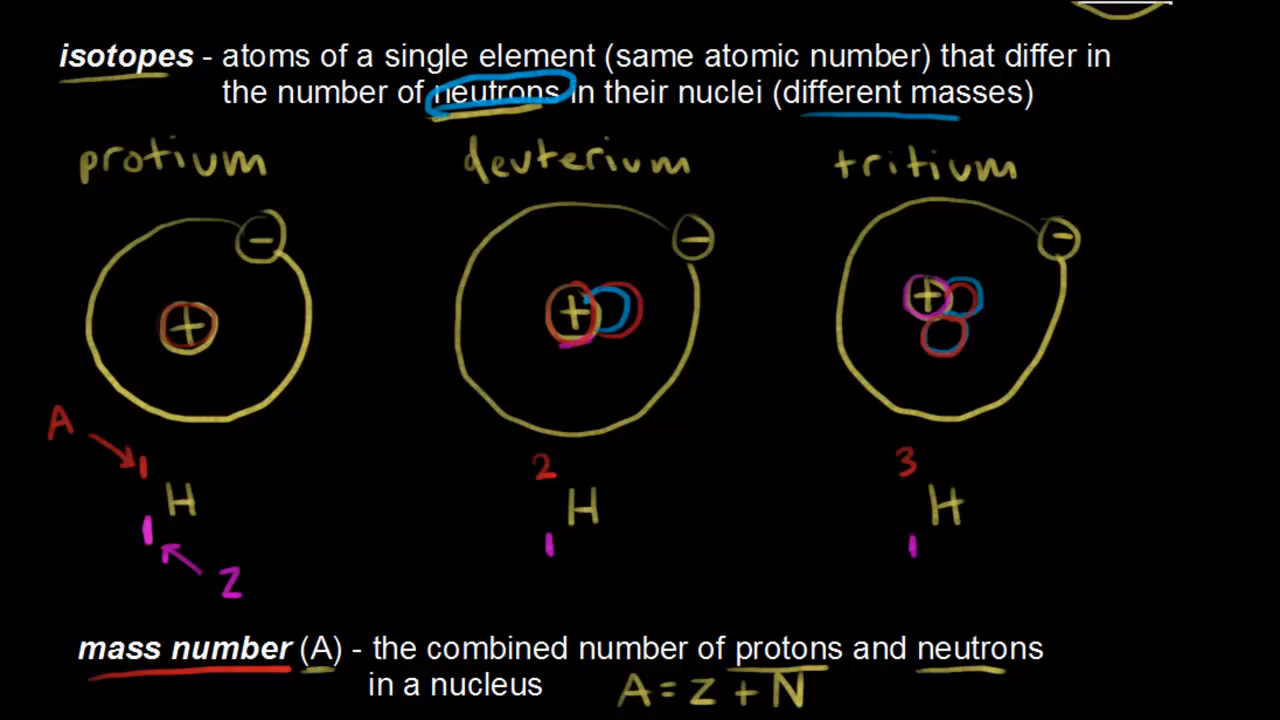 isotopes - atoms of a single element (same atomic number) that differ in
the number of neutrons in their nuclei (different masses)
protium deuterium tritium
- - -
+ + +
A
1 2 3
H H H
1 1 1
Z
mass number (A) - the combined number of protons and neutrons
in a nucleus A = Z + N